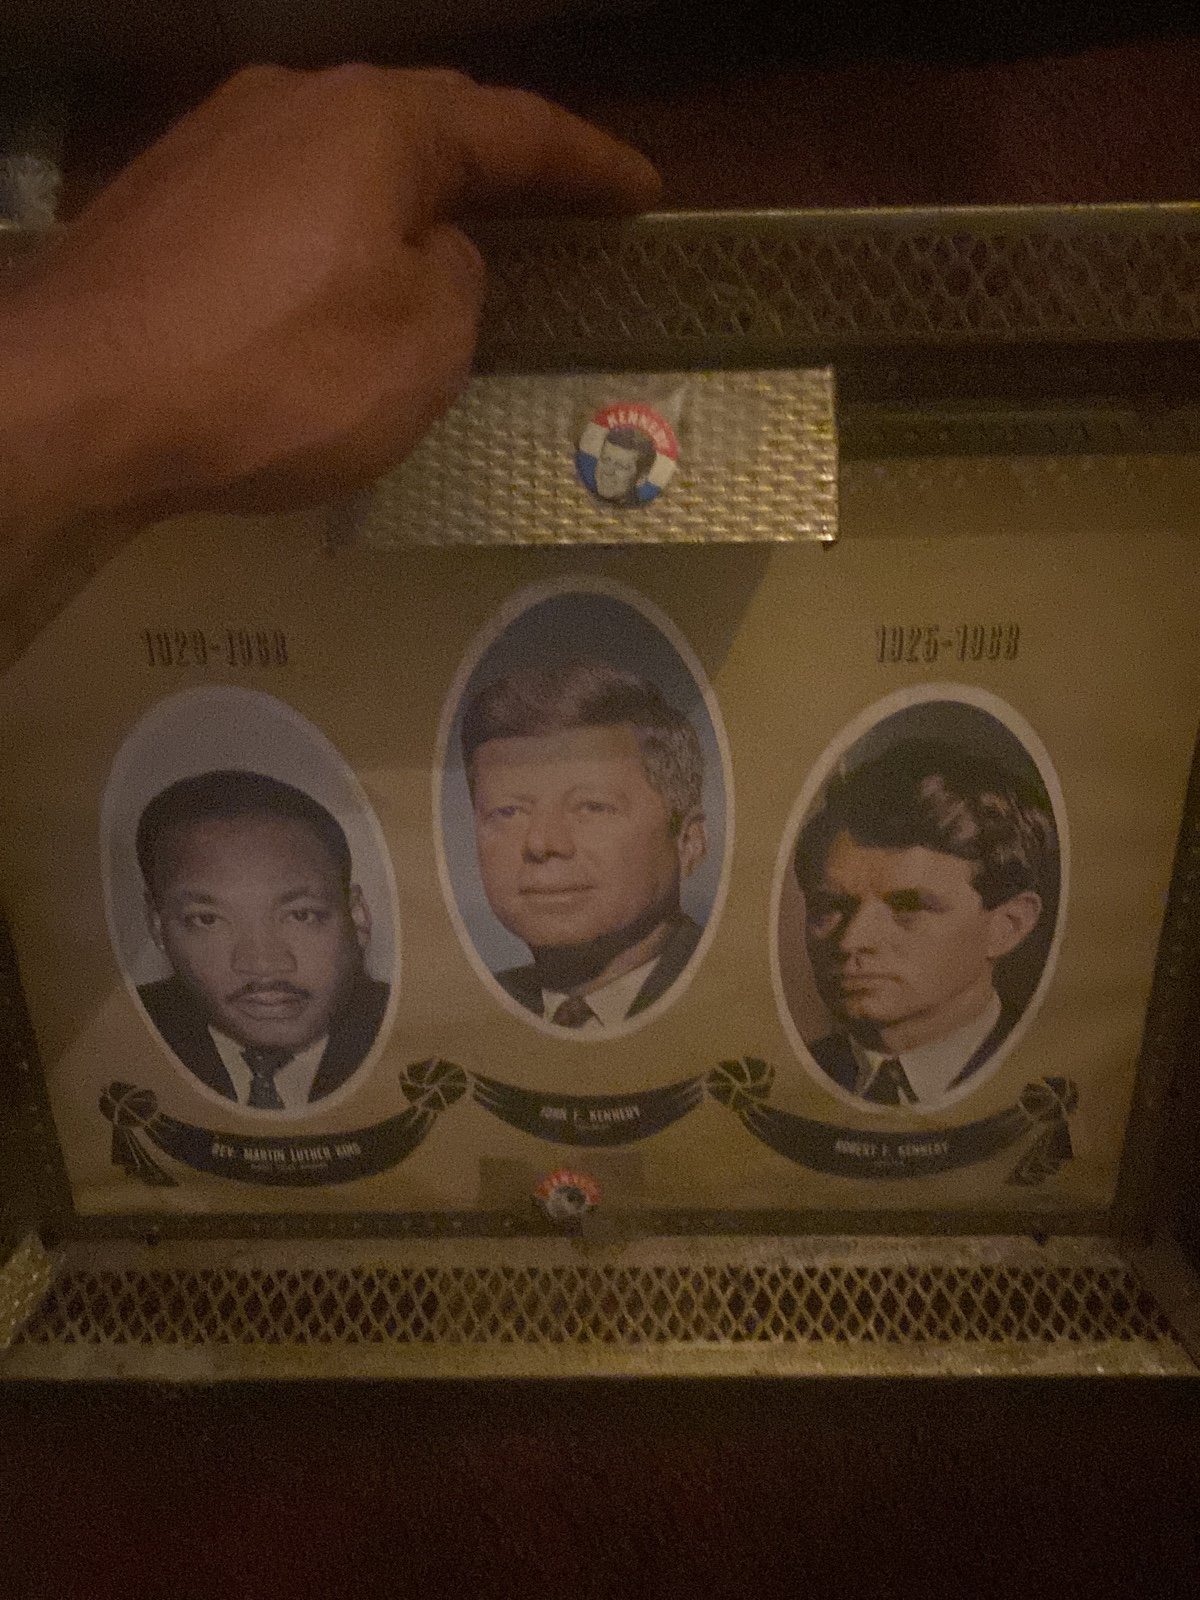 KENNEDY
1929-1968
1925-1968
REV. MARTIN LUTHER KING
JOHN F. KENNEDY
ROBERT F. KENNEDY